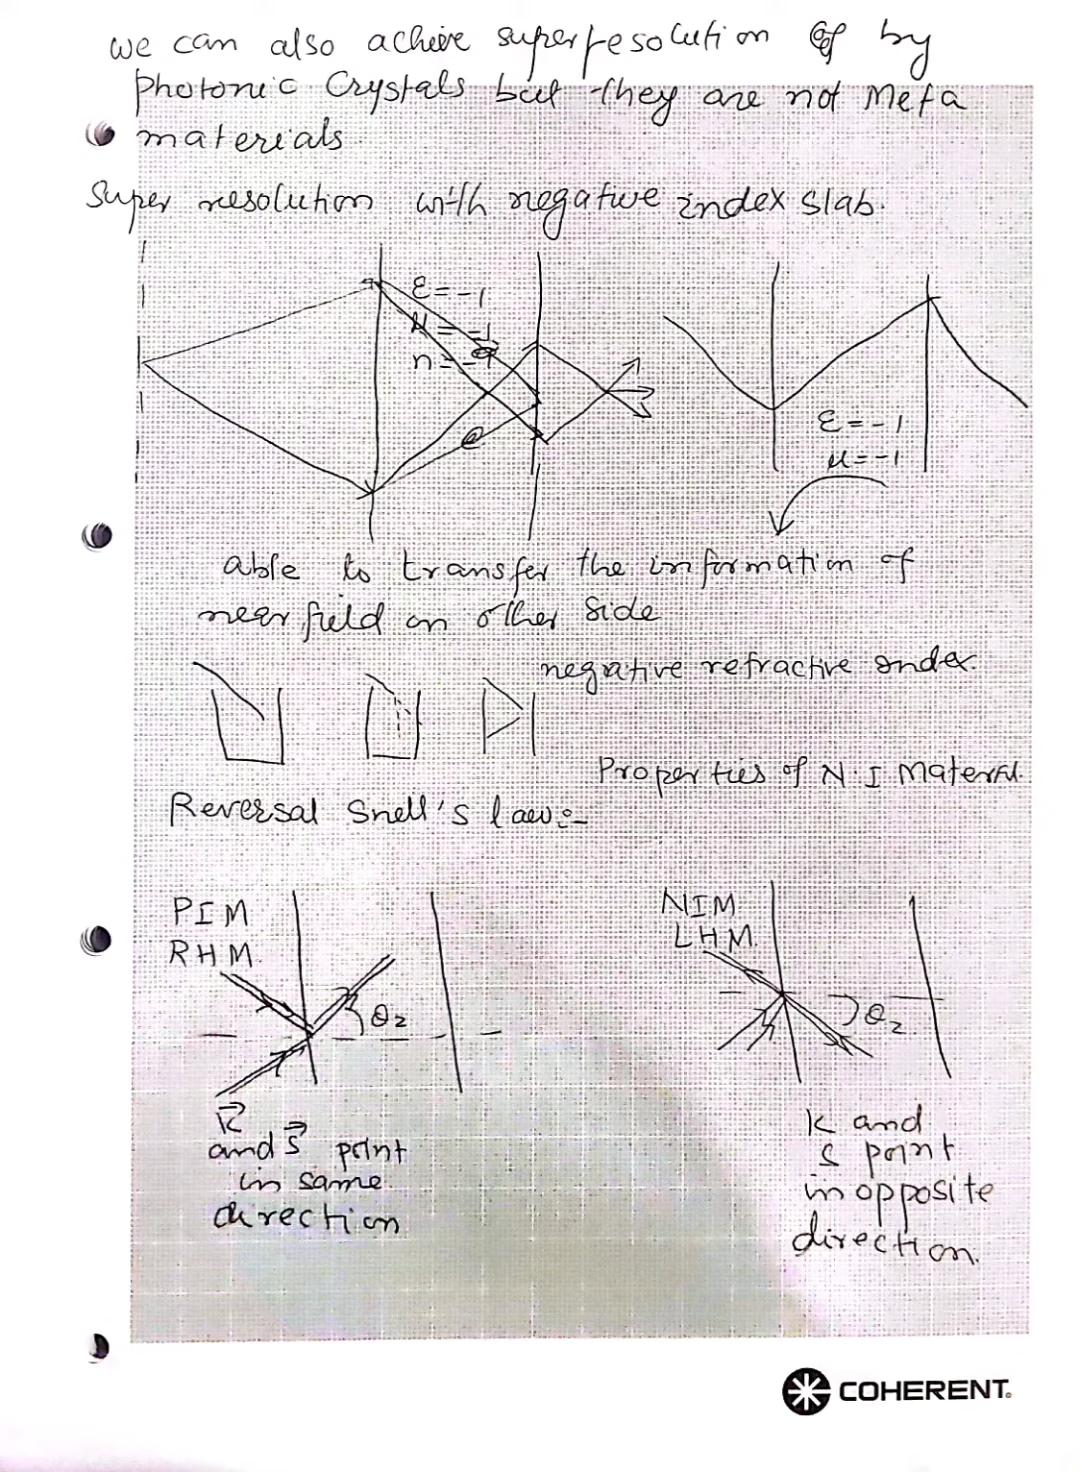 we can also achieve superresolution by
photonic Crystals but they are not Meta
materials
Super resolution with negative index slab.
ε = -1
μ = -1
n = -1
ε = -1
μ = -1
able to transfer the information of
near field on other side
negative refractive index.
Properties of N.I Material.
Reversal Snell's law:-
PIM
RHM.
θ2
NIM
LHM.
θ2
K
and S point
in same
direction
K and
S point
in opposite
direction.
COHERENT.